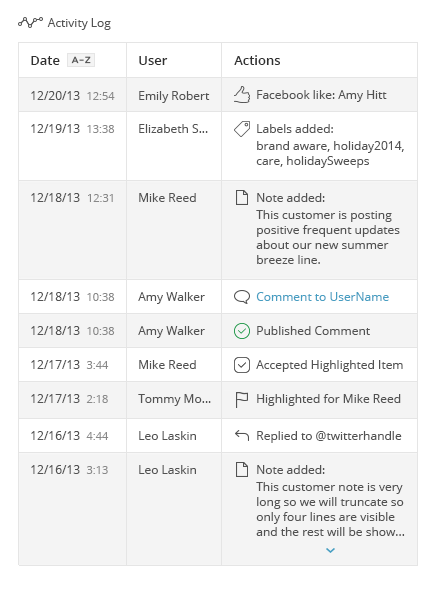 Activity Log
Date A-Z User Actions
12/20/13 12:54 Emily Robert Facebook like: Amy Hitt
12/19/13 13:38 Elizabeth S... Labels added:
brand aware, holiday2014,
care, holidaySweeps
12/18/13 12:31 Mike Reed Note added:
This customer is posting
positive frequent updates
about our new summer
breeze line.
12/18/13 10:38 Amy Walker Comment to UserName
12/18/13 10:38 Amy Walker Published Comment
12/17/13 3:44 Mike Reed Accepted Highlighted Item
12/17/13 2:18 Tommy Mo... Highlighted for Mike Reed
12/16/13 4:44 Leo Laskin Replied to @twitterhandle
12/16/13 3:13 Leo Laskin Note added:
This customer note is very
long so we will truncate so
only four lines are visible
and the rest will be show...